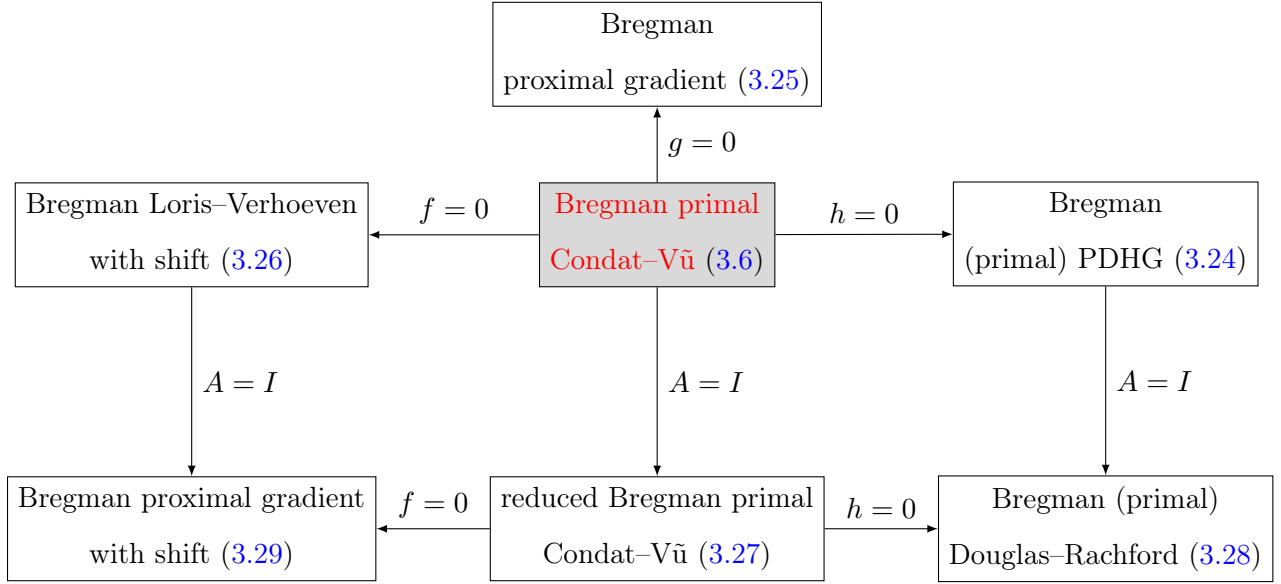 Bregman
proximal gradient (3.25)
g = 0
Bregman Loris–Verhoeven
with shift (3.26)
f = 0
Bregman primal
Condat–Vũ (3.6)
h = 0
Bregman
(primal) PDHG (3.24)
A = I
A = I
A = I
Bregman proximal gradient
with shift (3.29)
f = 0
reduced Bregman primal
Condat–Vũ (3.27)
h = 0
Bregman (primal)
Douglas–Rachford (3.28)